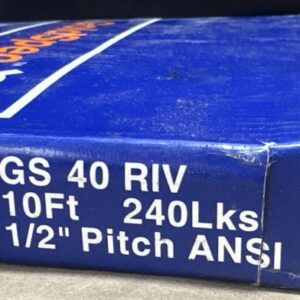 GS 40 RIV
10Ft 240Lks
1/2" Pitch ANSI